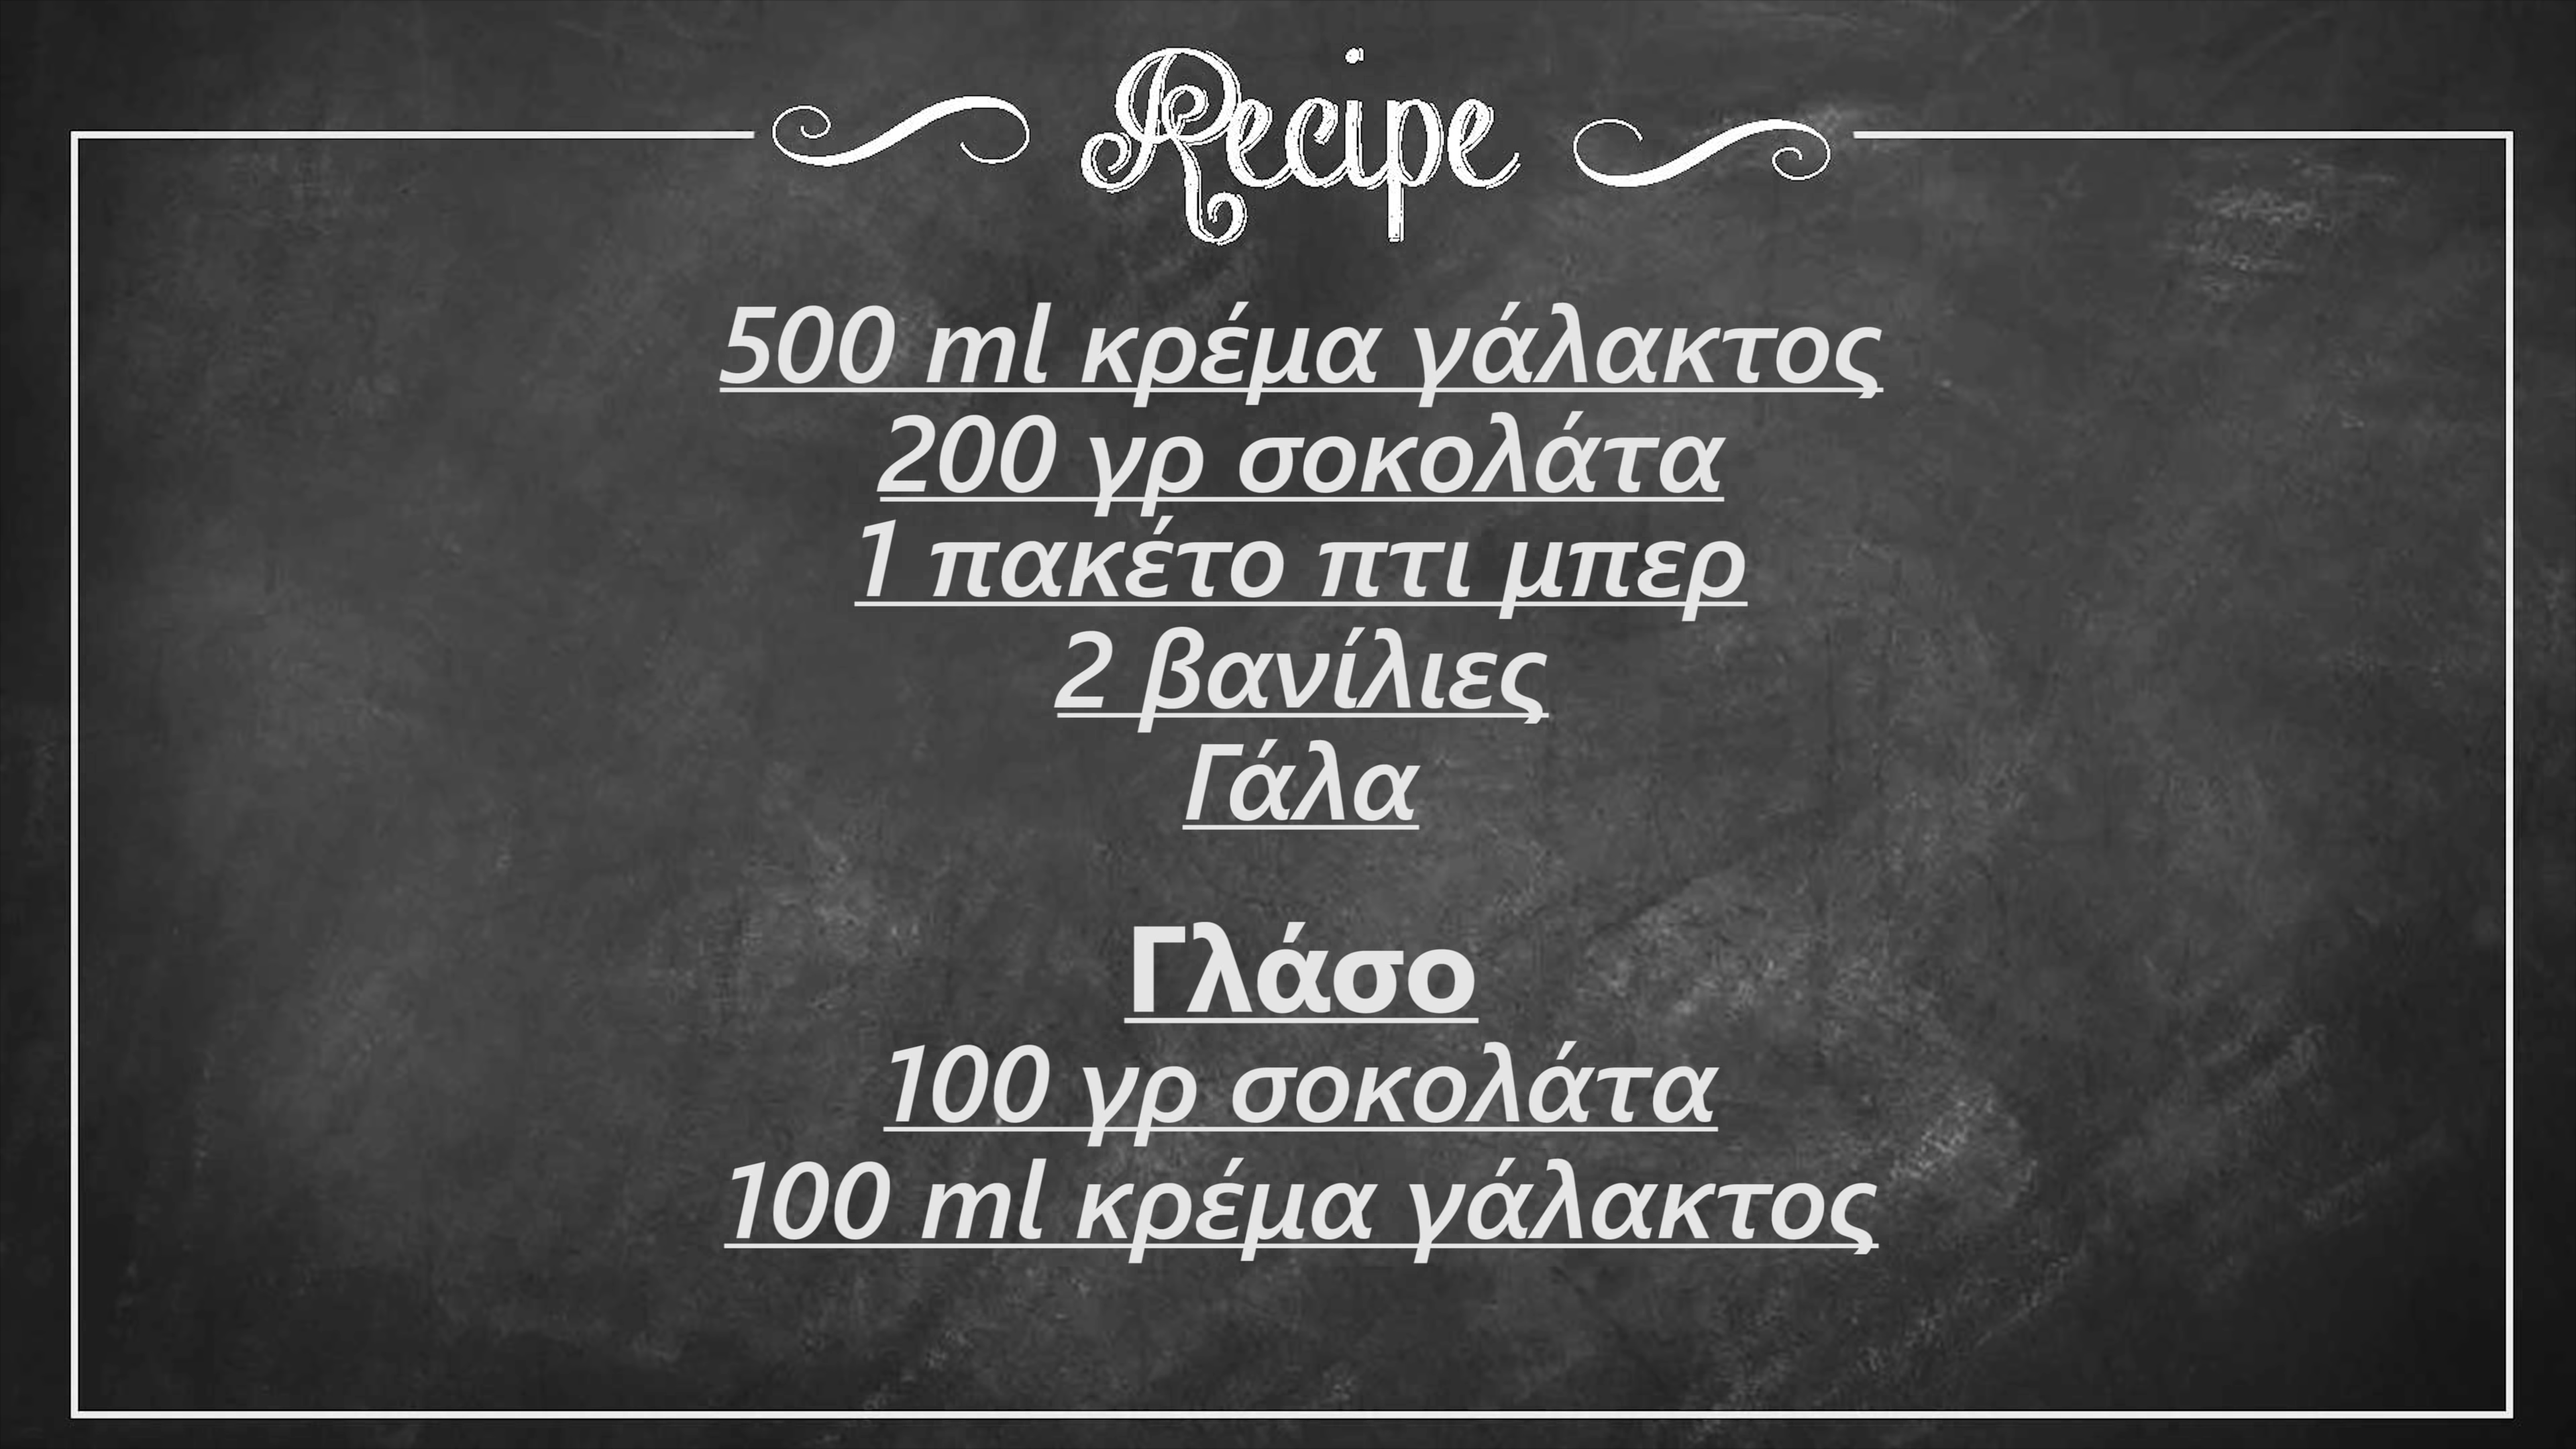 Recipe
500 ml κρέμα γάλακτος
200 γρ σοκολάτα
1 πακέτο πτι μπερ
2 βανίλιες
Γάλα
Γλάσο
100 γρ σοκολάτα
100 ml κρέμα γάλακτος